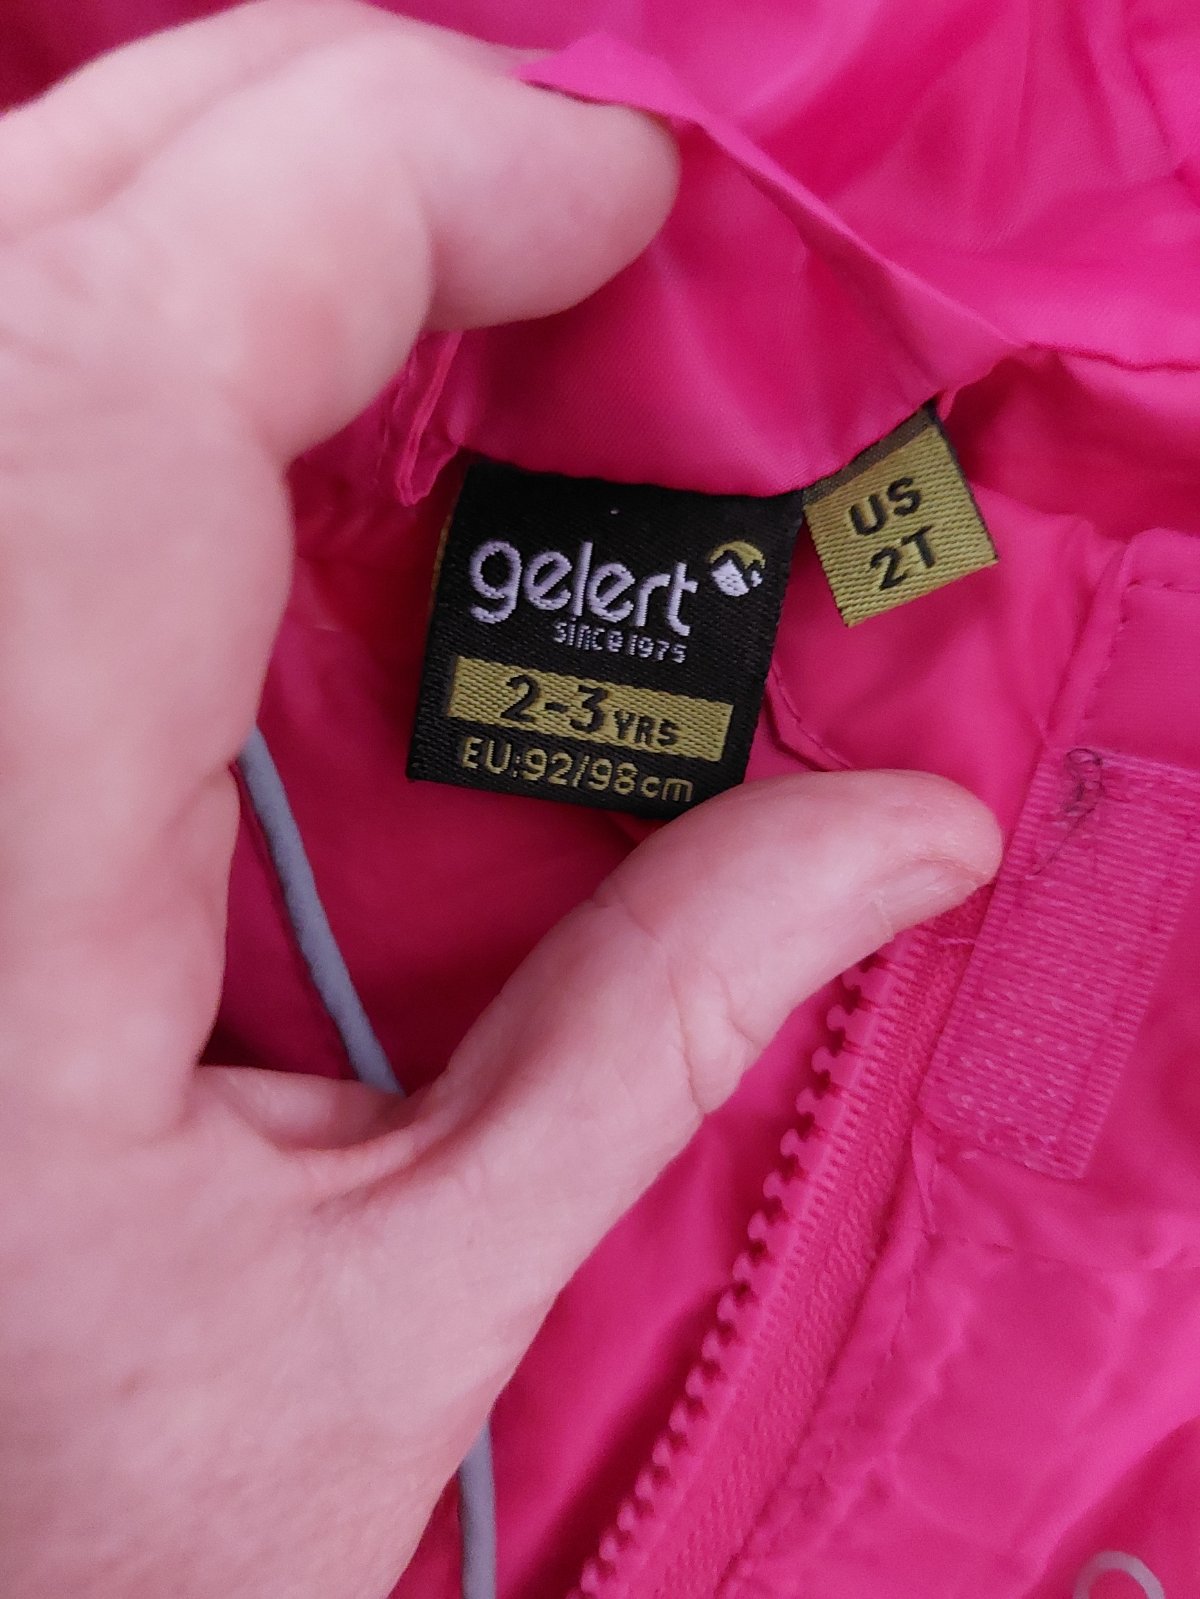 gelert
since 1975
2-3 YRS
EU:92/98cm
US
2T